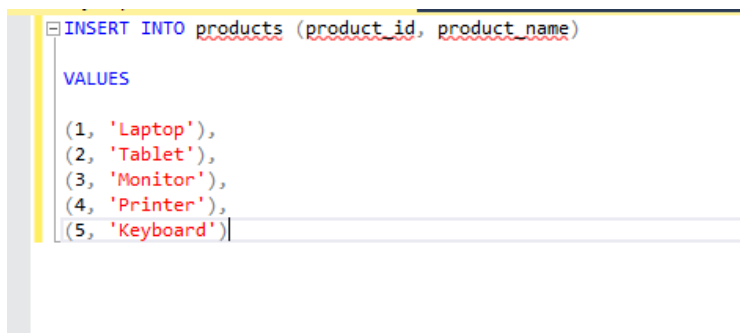 INSERT INTO products (product_id, product_name)
VALUES
(1, 'Laptop'),
(2, 'Tablet'),
(3, 'Monitor'),
(4, 'Printer'),
(5, 'Keyboard')